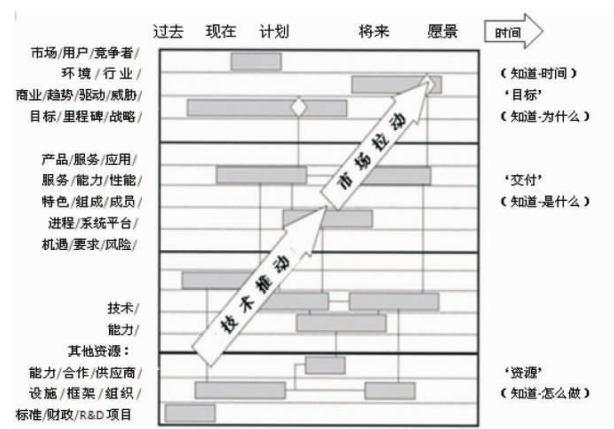 过去 现在 计划 将来 愿景 时间
市场/用户/竞争者/
环境/行业/ (知道-时间)
商业/趋势/驱动/威胁 '目标'
目标/里程碑/战略/ (知道-为什么)
产品/服务/应用/
服务/能力/性能/ '交付'
特色/组成/成员/ (知道-是什么)
进程/系统平台/
机遇/要求/风险/
市场拉动
技术推动
技术/
能力/
其他资源:
能力/合作/供应商/ '资源'
设施/框架/组织/ (知道-怎么做)
标准/财政/R&D 项目